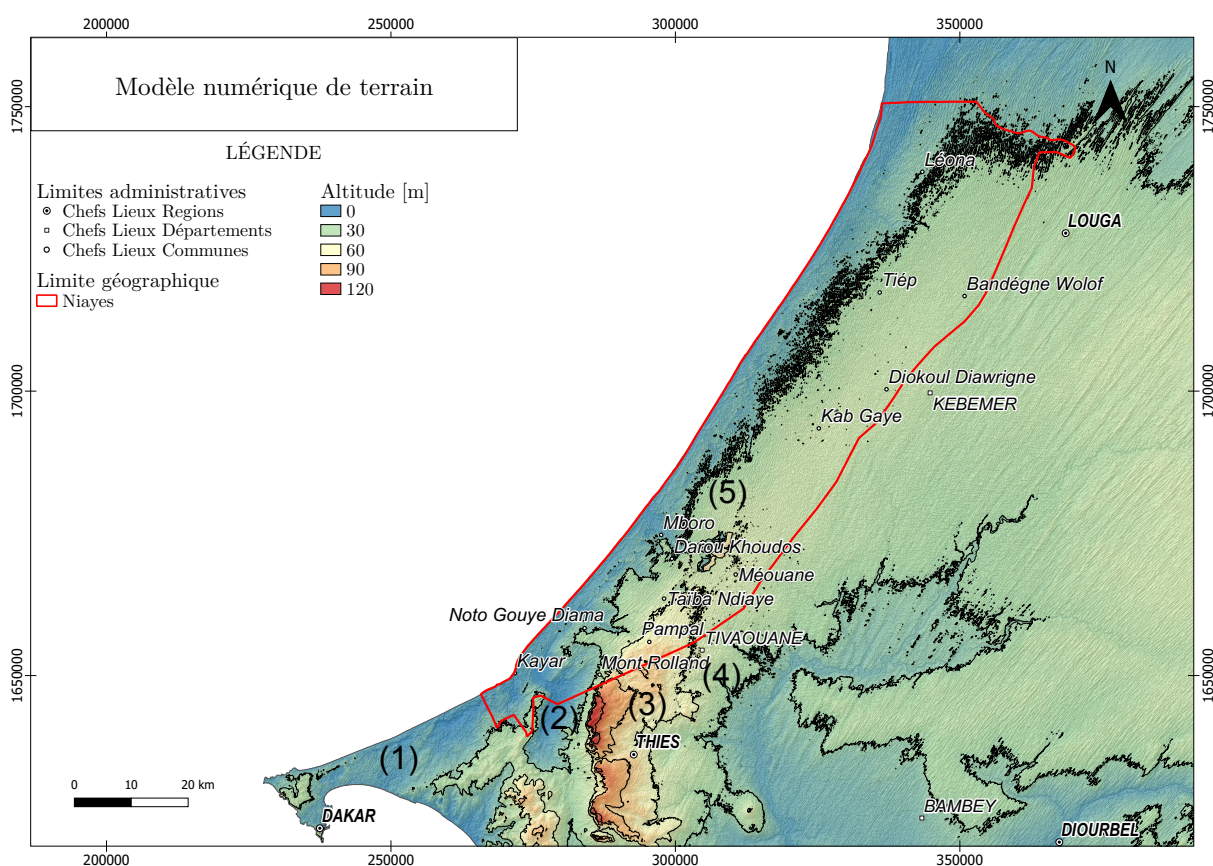 200000 250000 300000 350000
Modèle numérique de terrain
N
1750000 1750000
LÉGENDE
Limites administratives
Chefs Lieux Regions
Chefs Lieux Départements
Chefs Lieux Communes
Limite géographique
Niayes
Altitude [m]
0
30
60
90
120
Léona
LOUGA
Tiép
Bandégne Wolof
1700000 1700000
Diokoul Diawrigne
KEBEMER
Kab Gaye
(5)
Mboro
Darou Khoudos
Méouane
Taïba Ndiaye
Noto Gouye Diama
Pampal
TIVAOUANE
Kayar
Mont Rolland
1650000 1650000
(4)
(3)
(2)
THIES
(1)
0 10 20 km
DAKAR
BAMBEY
DIOURBEL
200000 250000 300000 350000